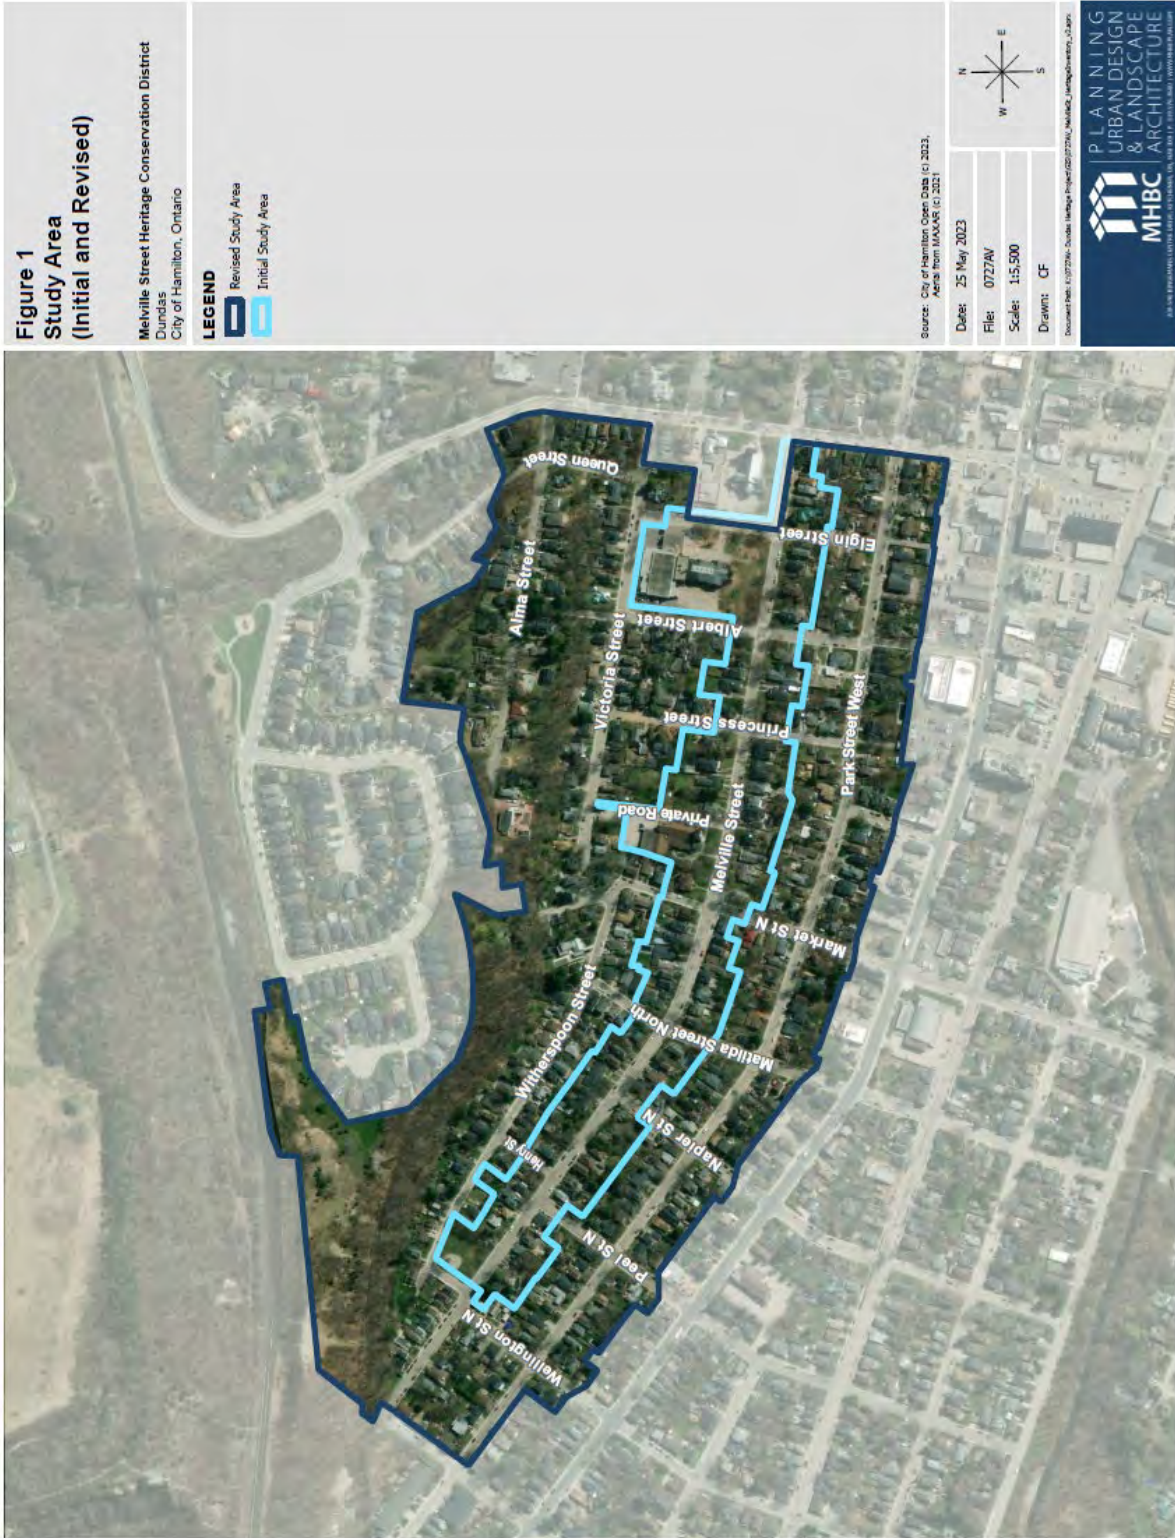 Figure 1
Study Area
(Initial and Revised)
Melville Street Heritage Conservation District
Dundas
City of Hamilton, Ontario
LEGEND
Revised Study Area
Initial Study Area
Source: City of Hamilton Open Data (c) 2023,
Aerial from MAXAR (c) 2021
Date: 25 May 2023
File: 0727AV
Scale: 1:5,500
Drawn: CF
N
W E
S
PLANNING
URBAN DESIGN
& LANDSCAPE
ARCHITECTURE
MHBC
Queen Street
Alma Street
Victoria Street
Albert Street
Elgin Street
Princess Street
Private Road
Park Street West
Melville Street
Market St N
Witherspoon Street
Matilda Street North
Napier St N
Henry St
Peel St N
Wellington St N